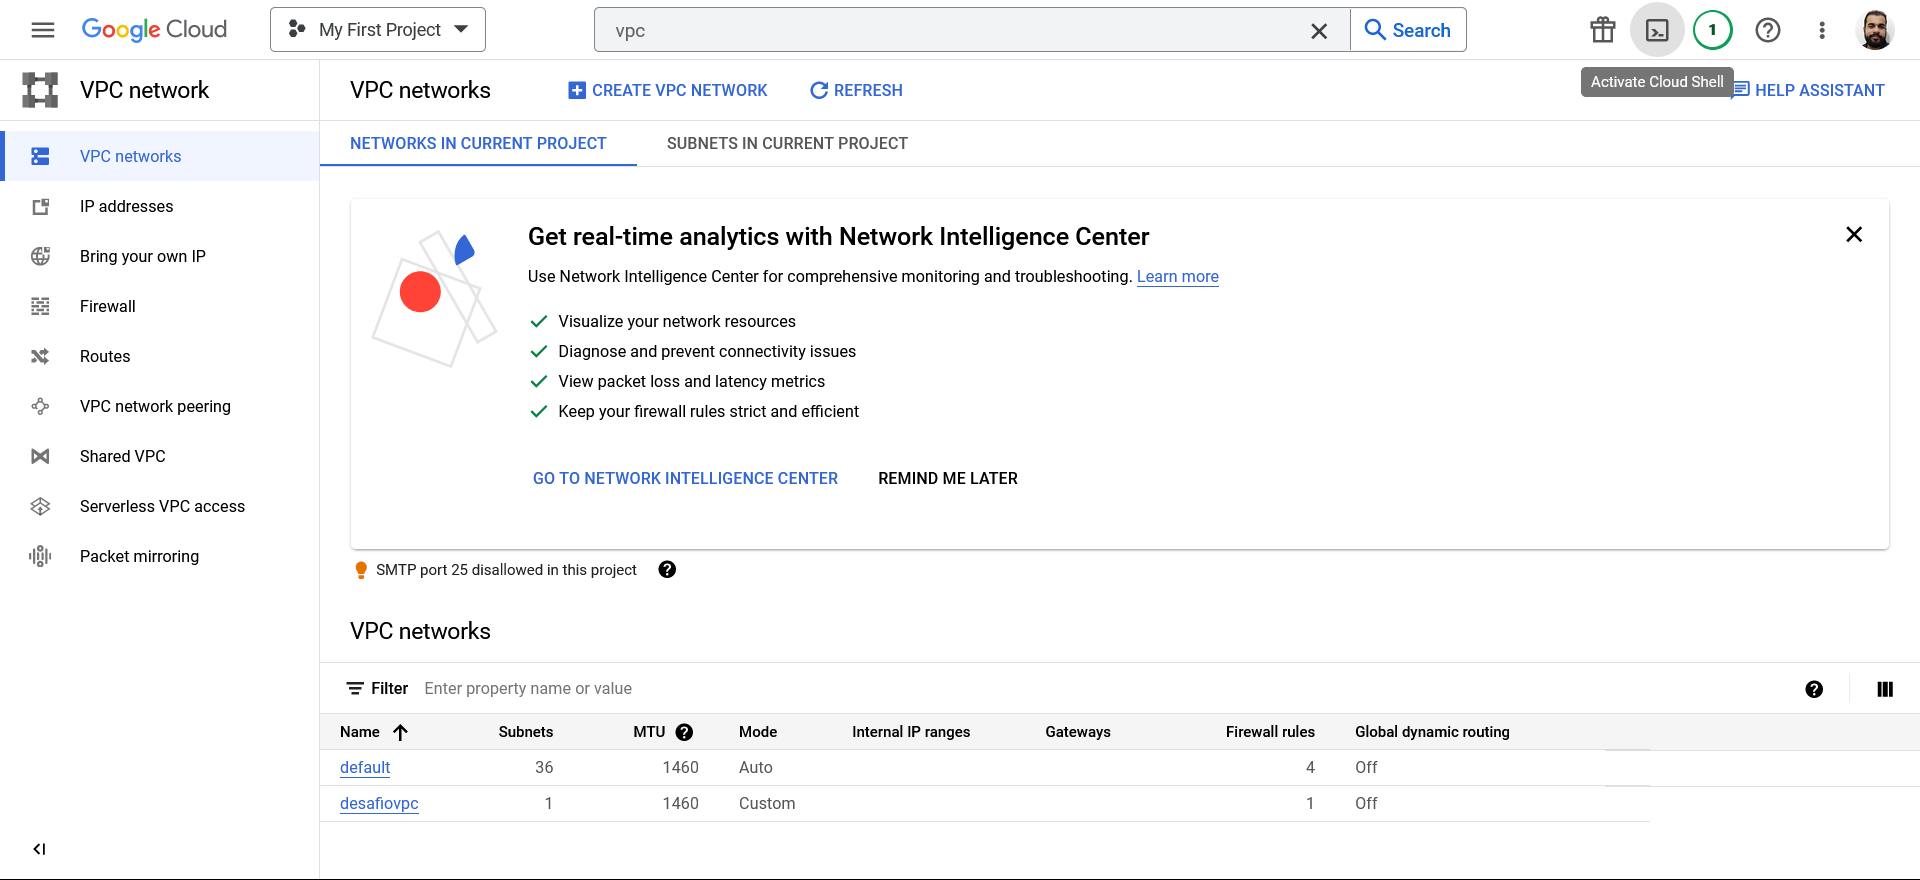 Google Cloud
My First Project
vpc
Search
1
Activate Cloud Shell
VPC network
VPC networks
CREATE VPC NETWORK
REFRESH
HELP ASSISTANT
VPC networks
IP addresses
Bring your own IP
Firewall
Routes
VPC network peering
Shared VPC
Serverless VPC access
Packet mirroring
NETWORKS IN CURRENT PROJECT
SUBNETS IN CURRENT PROJECT
Get real-time analytics with Network Intelligence Center
Use Network Intelligence Center for comprehensive monitoring and troubleshooting. Learn more
Visualize your network resources
Diagnose and prevent connectivity issues
View packet loss and latency metrics
Keep your firewall rules strict and efficient
GO TO NETWORK INTELLIGENCE CENTER
REMIND ME LATER
SMTP port 25 disallowed in this project
VPC networks
Filter Enter property name or value
Name Subnets MTU Mode Internal IP ranges Gateways Firewall rules Global dynamic routing
default 36 1460 Auto 4 Off
desafiovpc 1 1460 Custom 1 Off